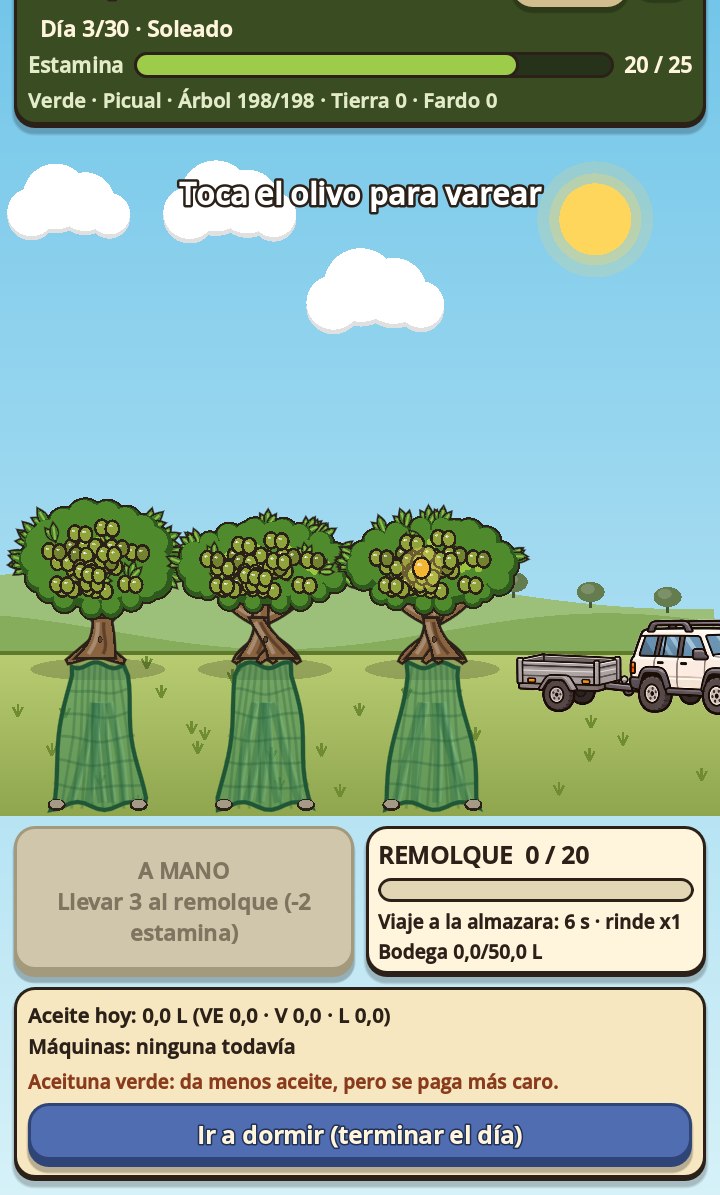 Día 3/30 · Soleado
Estamina 20 / 25
Verde · Picual · Árbol 198/198 · Tierra 0 · Fardo 0
Toca el olivo para varear
A MANO
Llevar 3 al remolque (-2
estamina)
REMOLQUE 0 / 20
Viaje a la almazara: 6 s · rinde x1
Bodega 0,0/50,0 L
Aceite hoy: 0,0 L (VE 0,0 · V 0,0 · L 0,0)
Máquinas: ninguna todavía
Aceituna verde: da menos aceite, pero se paga más caro.
Ir a dormir (terminar el día)